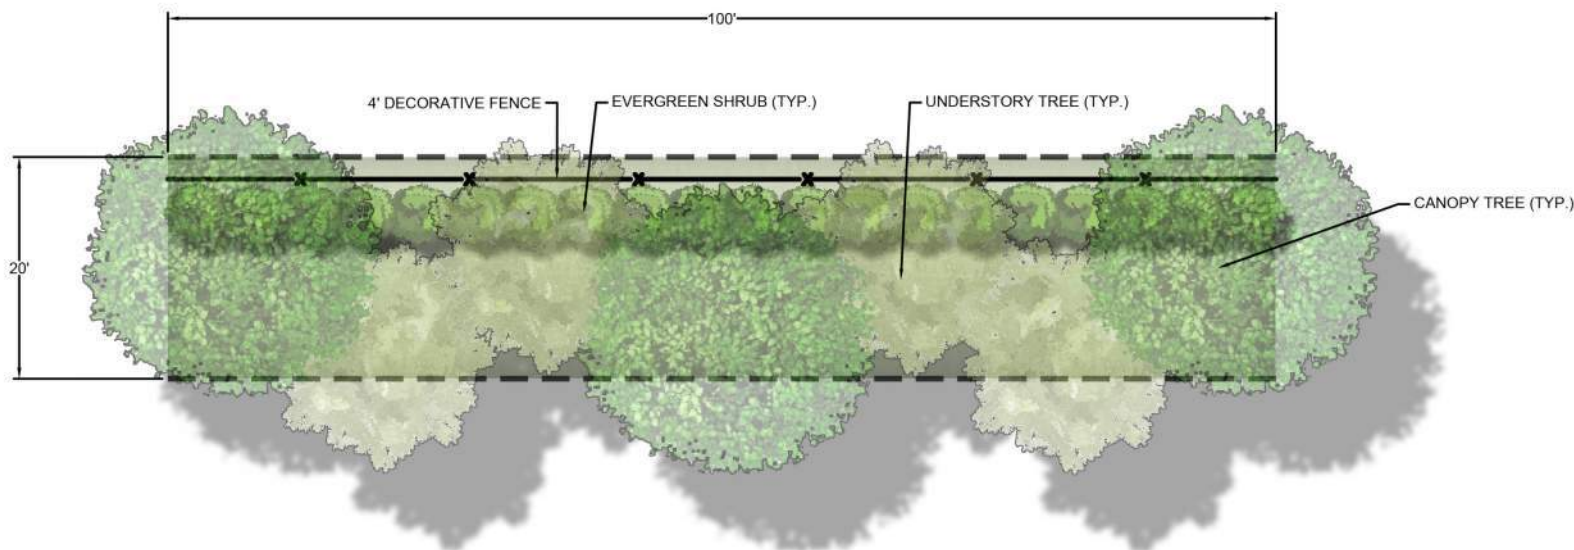 100'
4' DECORATIVE FENCE
EVERGREEN SHRUB (TYP.)
UNDERSTORY TREE (TYP.)
CANOPY TREE (TYP.)
20'